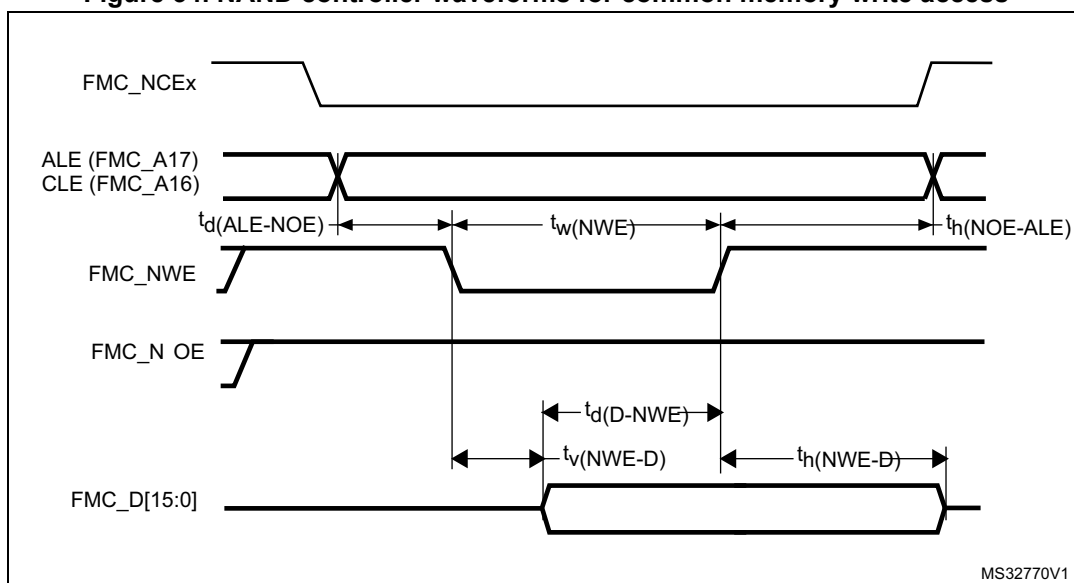 Figure 34. NAND controller waveforms for common memory write access
FMC_NCEx
ALE (FMC_A17)
CLE (FMC_A16)
td(ALE-NOE)
tw(NWE)
th(NOE-ALE)
FMC_NWE
FMC_N OE
td(D-NWE)
tv(NWE-D)
th(NWE-D)
FMC_D[15:0]
MS32770V1